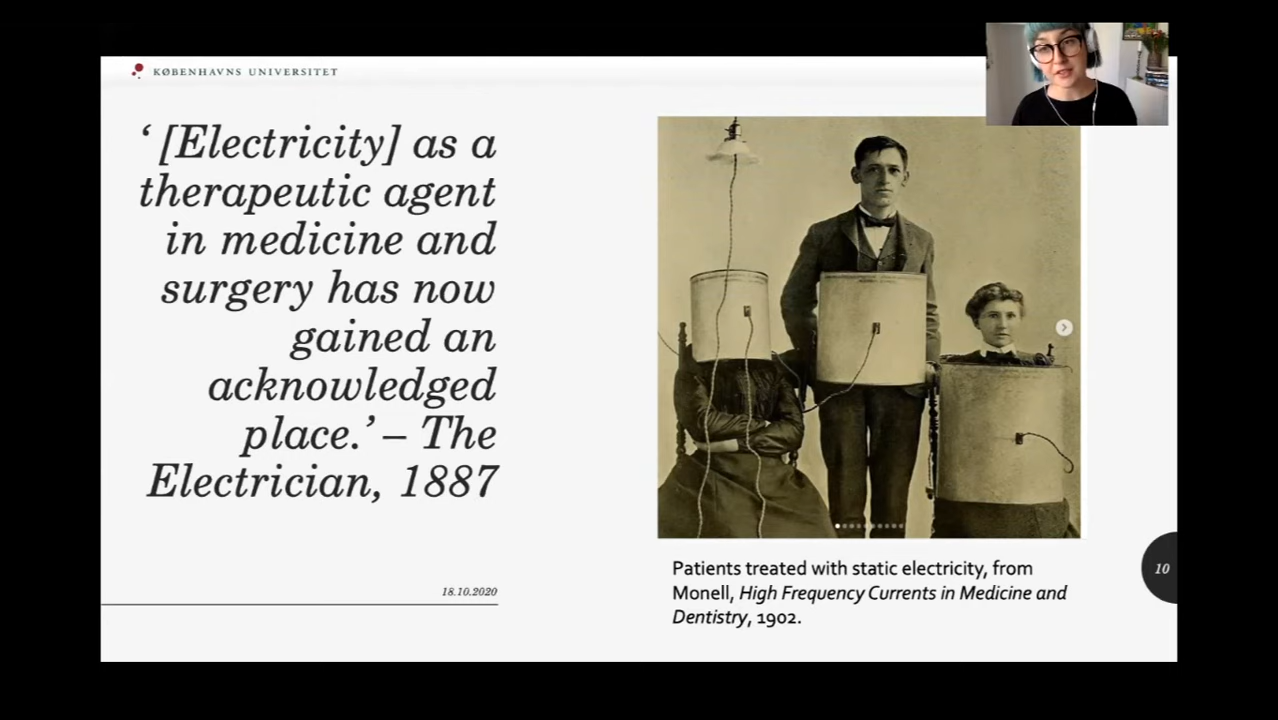 KØBENHAVNS UNIVERSITET
‘ [Electricity] as a
therapeutic agent
in medicine and
surgery has now
gained an
acknowledged
place.’ – The
Electrician, 1887
18.10.2020
Patients treated with static electricity, from
Monell, High Frequency Currents in Medicine and
Dentistry, 1902.
10